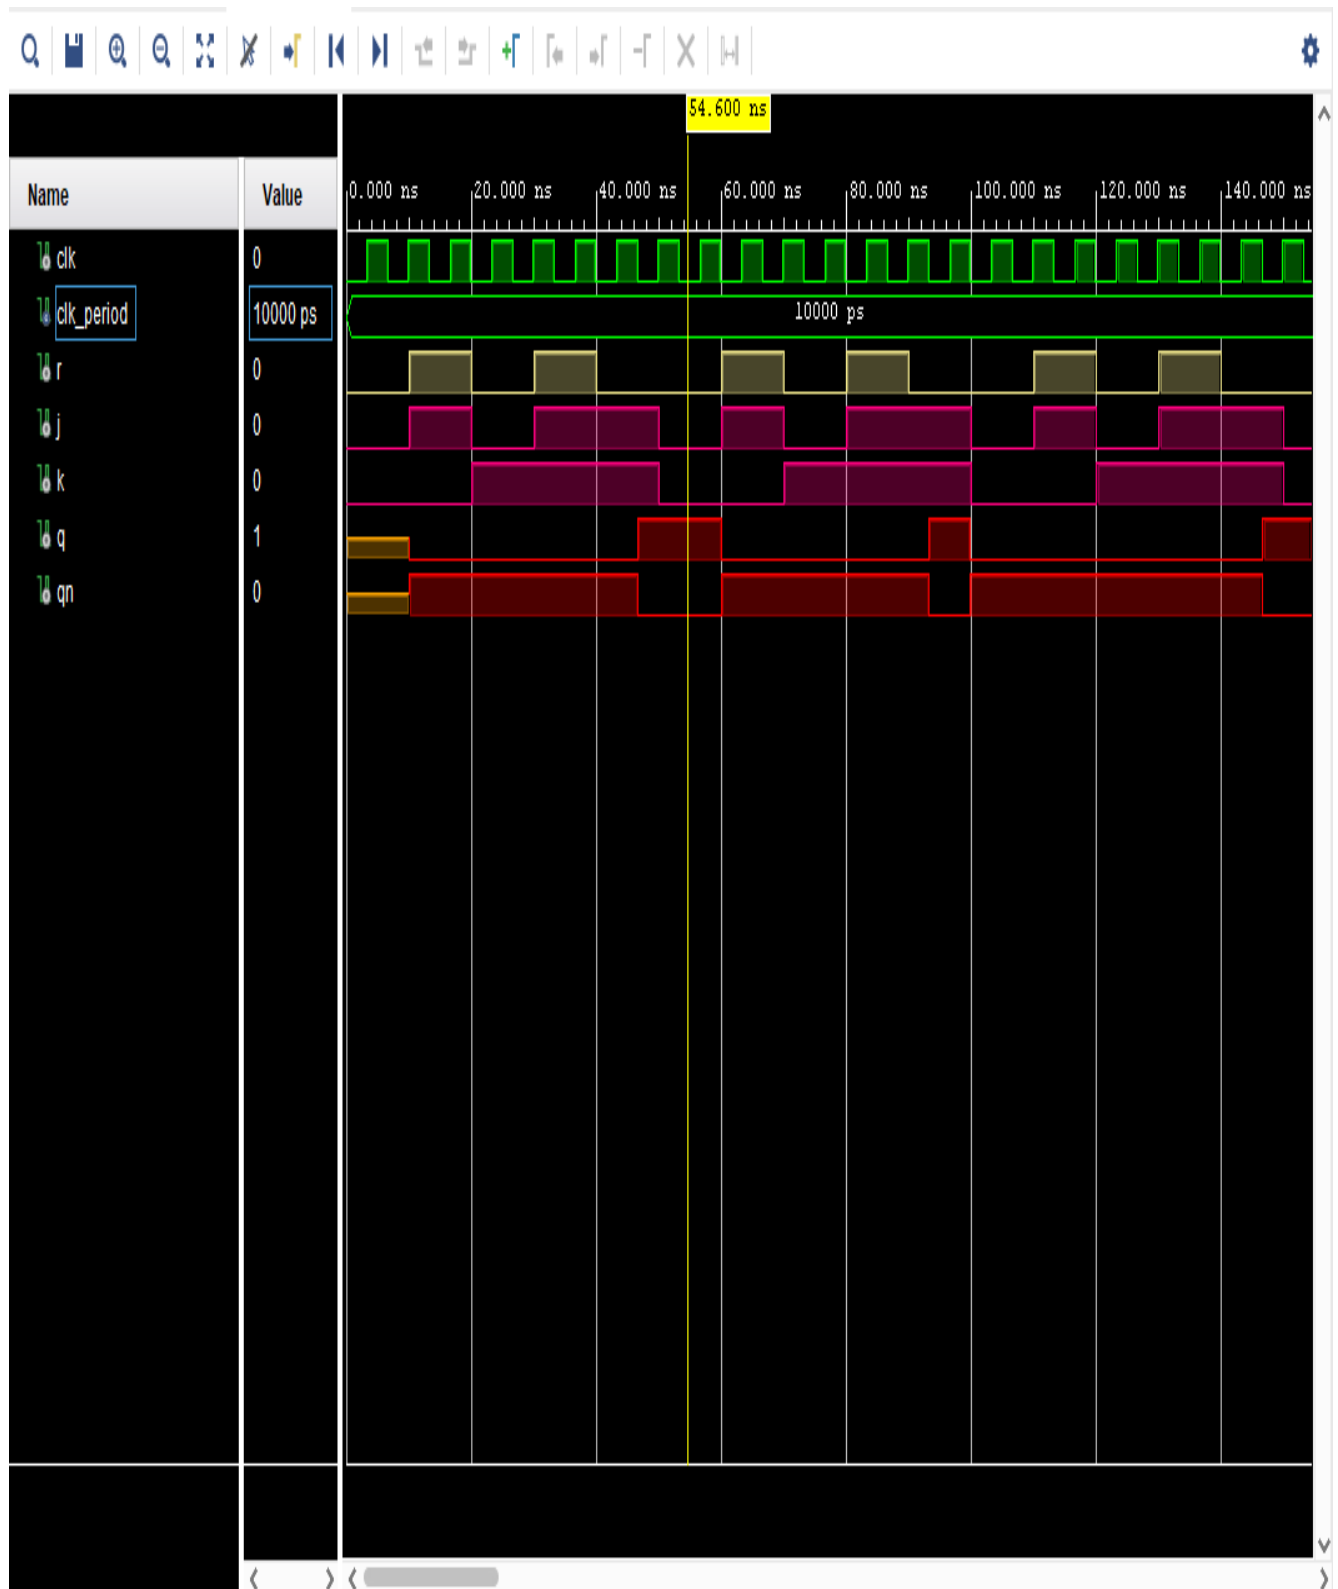 54.600 ns
Name Value 0.000 ns 20.000 ns 40.000 ns 60.000 ns 80.000 ns 100.000 ns 120.000 ns 140.000 ns
clk 0
clk_period 10000 ps 10000 ps
r 0
j 0
k 0
q 1
qn 0